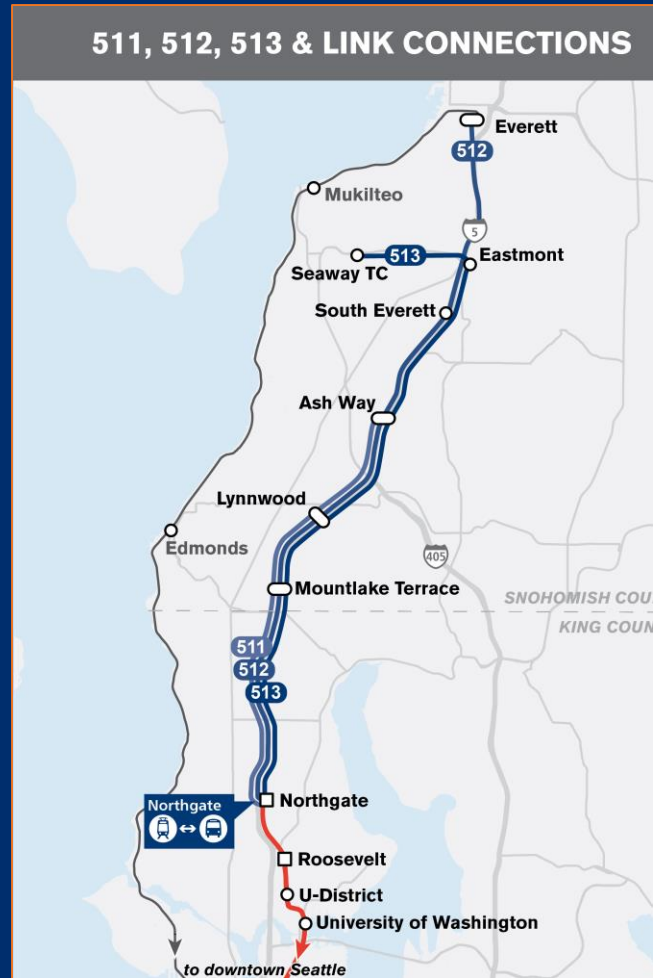 511, 512, 513 & LINK CONNECTIONS
Everett
512
Mukilteo
5
513
Eastmont
Seaway TC
South Everett
Ash Way
Lynnwood
Edmonds
405
Mountlake Terrace
SNOHOMISH COU
KING COUN
511
512
513
Northgate
Northgate
Roosevelt
U-District
University of Washington
to downtown Seattle